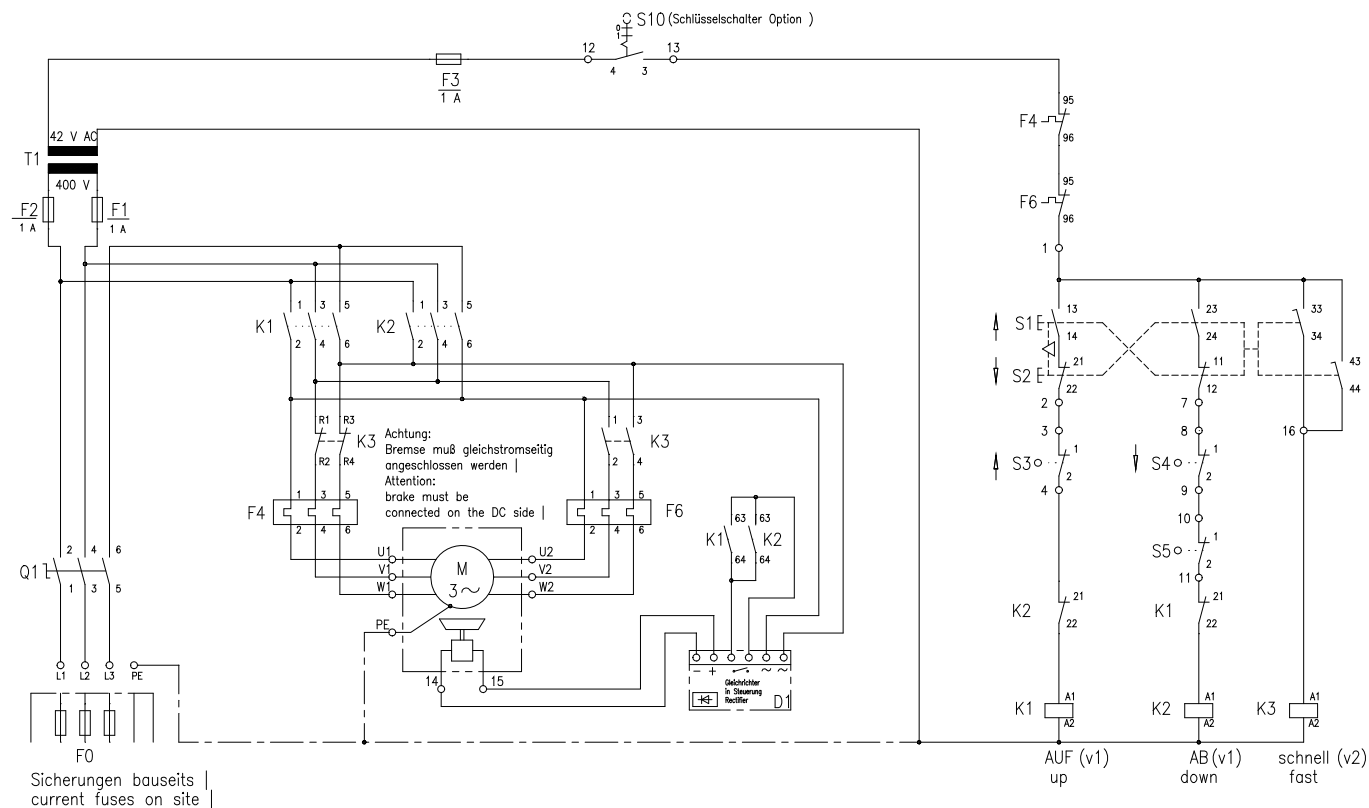 S10 (Schlüsselschalter Option )
0
1
12
13
4
3
F3
1 A
42 V AC
T1
400 V
F2
1 A
F1
1 A
F4
95
96
F6
95
96
1
1 3 5
K1
2 4 6
1 3 5
K2
2 4 6
S1
13
14
23
24
33
34
S2
21
22
11
12
43
44
2
7
3
8
16
R1 R3
K3
R2 R4
Achtung:
Bremse muß gleichstromseitig
angeschlossen werden |
Attention:
brake must be
connected on the DC side |
1 3
K3
2 4
S3
1
2
S4
1
2
4
9
10
F4
1 3 5
2 4 6
1 3 5
F6
2 4 6
K1
63
64
63
K2
64
S5
1
2
11
Q1
2 4 6
1 3 5
U1
V1
W1
M
3~
U2
V2
W2
PE
K2
21
22
K1
21
22
L1 L2 L3 PE
14
15
− + ~ ~
Gleichrichter
in Steuerung
Rectifier
D1
K1
A1
A2
K2
A1
A2
K3
A1
A2
F0
Sicherungen bauseits |
current fuses on site |
AUF (v1)
up
AB (v1)
down
schnell (v2)
fast